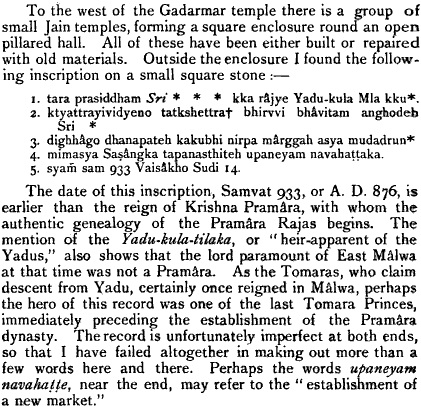 To the west of the Gadarmar temple there is a group of
small Jain temples, forming a square enclosure round an open
pillared hall. All of these have been either built or repaired
with old materials. Outside the enclosure I found the follow-
ing inscription on a small square stone :—
1. tara prasiddham Sri * * * kka râjye Yadu-kula Mla kku*.
2. ktyattrayividyeno tatkshettra† bhirvvi bhâvitam anghodeh
Sri *
3. dighhâgo dhanapateh kakubhi nirpa mârggah asya mudadrun*
4. mimasya Saşângka tapanasthiteh upaneyam navahaṭṭaka.
5. syaḿ sam 933 Vaisâkho Sudi 14.
The date of this inscription, Samvat 933, or A. D. 876, is
earlier than the reign of Krishna Pramâra, with whom the
authentic genealogy of the Pramâra Rajas begins. The
mention of the Yadu-kula-tilaka, or "heir-apparent of the
Yadus," also shows that the lord paramount of East Mâlwa
at that time was not a Pramâra. As the Tomaras, who claim
descent from Yadu, certainly once reigned in Mâlwa, perhaps
the hero of this record was one of the last Tomara Princes,
immediately preceding the establishment of the Pramâra
dynasty. The record is unfortunately imperfect at both ends,
so that I have failed altogether in making out more than a
few words here and there. Perhaps the words upaneyam
navahaṭṭe, near the end, may refer to the "establishment of
a new market."